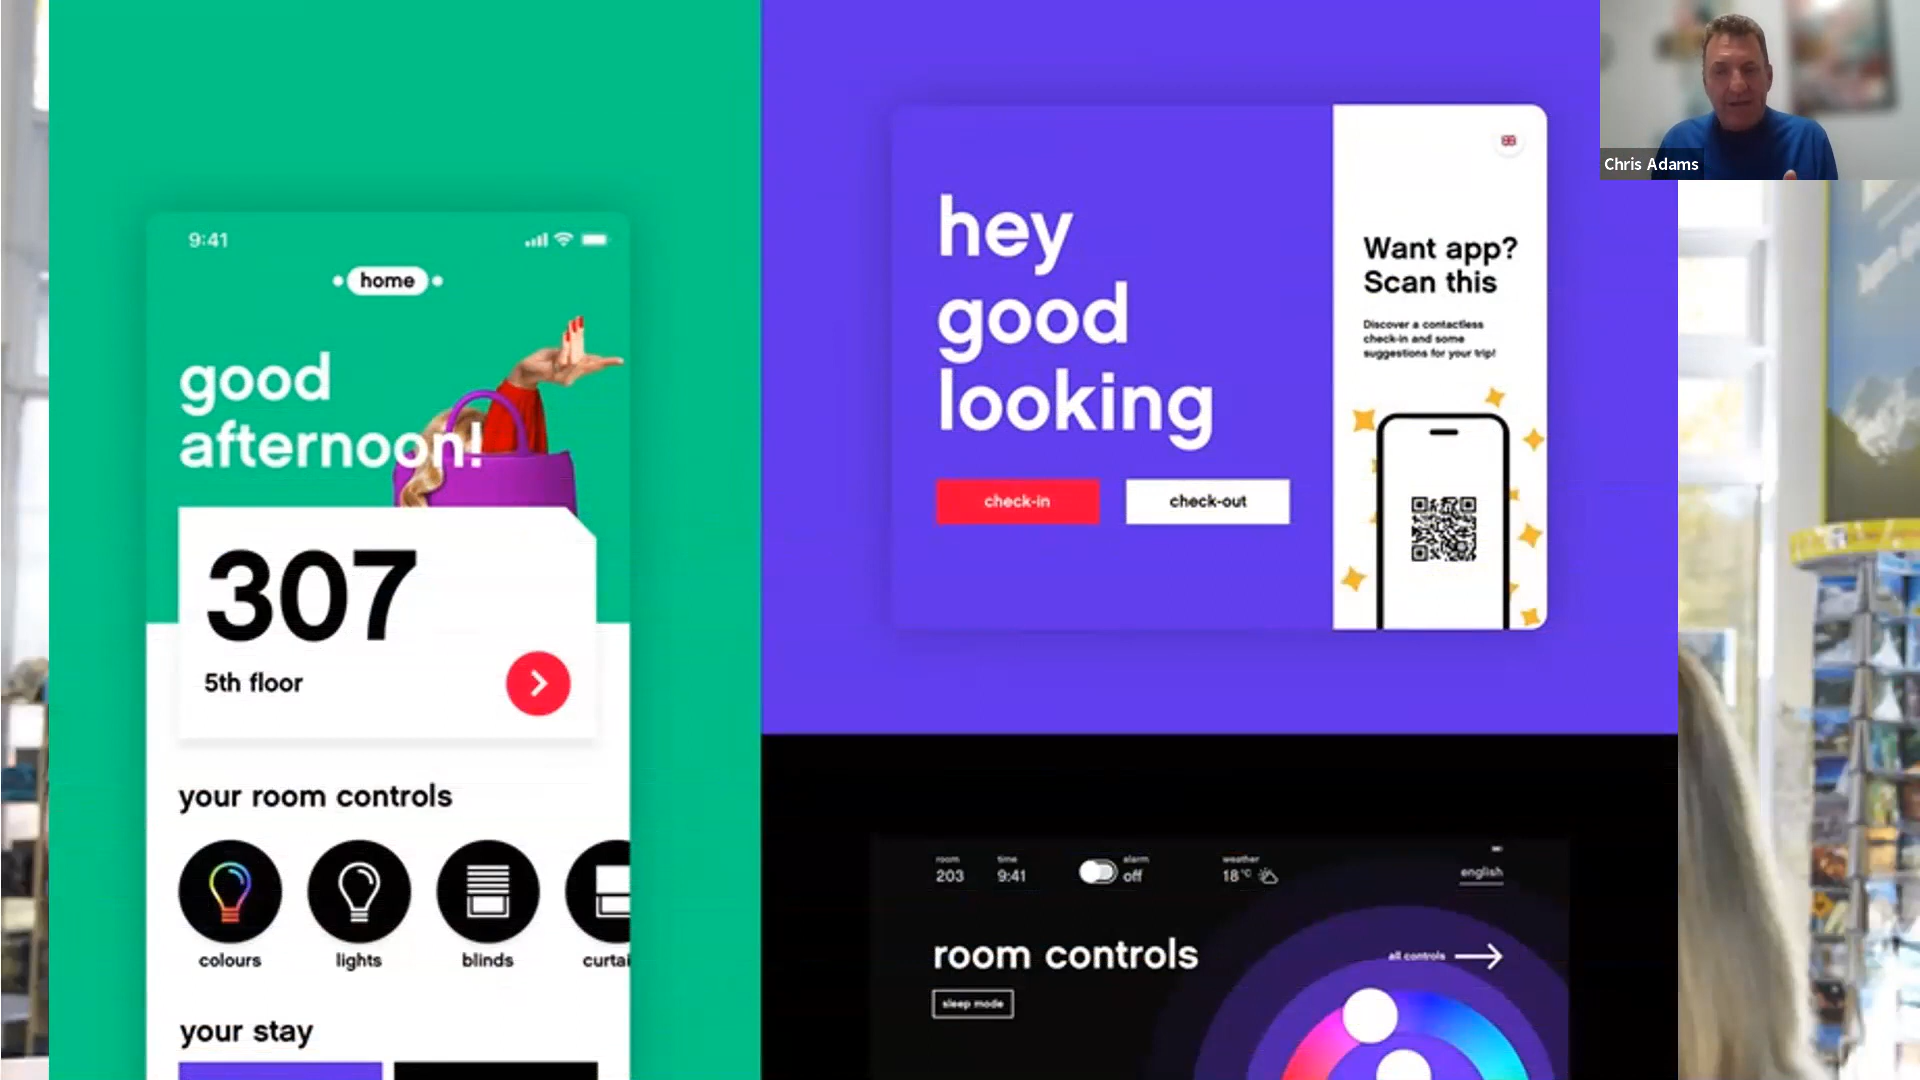 9:41
home
good
afternoon!
307
5th floor
your room controls
colours
lights
blinds
curtai
your stay
hey
good
looking
check-in
check-out
Want app?
Scan this
Discover a contactless
check-in and some
suggestions for your trip!
room
203
time
9:41
alarm
off
weather
18°C
english
room controls
all controls
sleep mode
Chris Adams